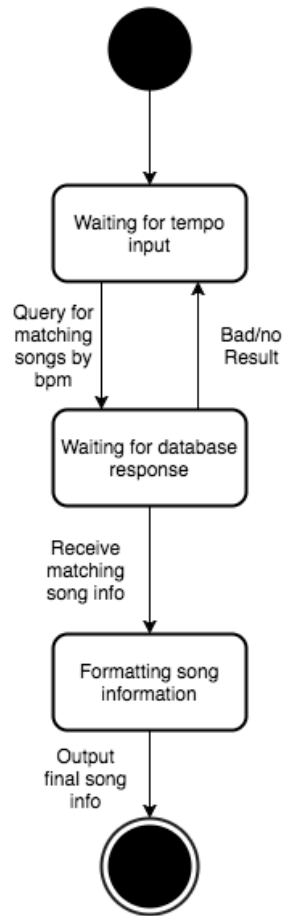 Waiting for tempo
input
Query for
matching
songs by
bpm
Bad/no
Result
Waiting for database
response
Receive
matching
song info
Formatting song
information
Output
final song
info